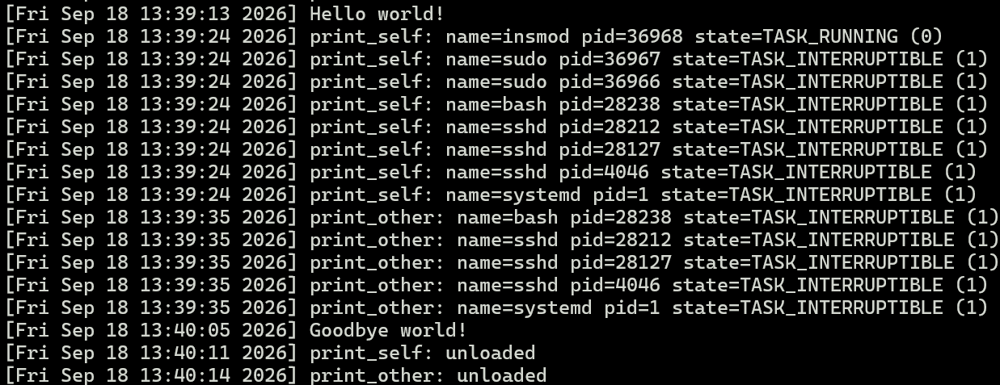 [Fri Sep 18 13:39:13 2026] Hello world!
[Fri Sep 18 13:39:24 2026] print_self: name=insmod pid=36968 state=TASK_RUNNING (0)
[Fri Sep 18 13:39:24 2026] print_self: name=sudo pid=36967 state=TASK_INTERRUPTIBLE (1)
[Fri Sep 18 13:39:24 2026] print_self: name=sudo pid=36966 state=TASK_INTERRUPTIBLE (1)
[Fri Sep 18 13:39:24 2026] print_self: name=bash pid=28238 state=TASK_INTERRUPTIBLE (1)
[Fri Sep 18 13:39:24 2026] print_self: name=sshd pid=28212 state=TASK_INTERRUPTIBLE (1)
[Fri Sep 18 13:39:24 2026] print_self: name=sshd pid=28127 state=TASK_INTERRUPTIBLE (1)
[Fri Sep 18 13:39:24 2026] print_self: name=sshd pid=4046 state=TASK_INTERRUPTIBLE (1)
[Fri Sep 18 13:39:24 2026] print_self: name=systemd pid=1 state=TASK_INTERRUPTIBLE (1)
[Fri Sep 18 13:39:35 2026] print_other: name=bash pid=28238 state=TASK_INTERRUPTIBLE (1)
[Fri Sep 18 13:39:35 2026] print_other: name=sshd pid=28212 state=TASK_INTERRUPTIBLE (1)
[Fri Sep 18 13:39:35 2026] print_other: name=sshd pid=28127 state=TASK_INTERRUPTIBLE (1)
[Fri Sep 18 13:39:35 2026] print_other: name=sshd pid=4046 state=TASK_INTERRUPTIBLE (1)
[Fri Sep 18 13:39:35 2026] print_other: name=systemd pid=1 state=TASK_INTERRUPTIBLE (1)
[Fri Sep 18 13:40:05 2026] Goodbye world!
[Fri Sep 18 13:40:11 2026] print_self: unloaded
[Fri Sep 18 13:40:14 2026] print_other: unloaded